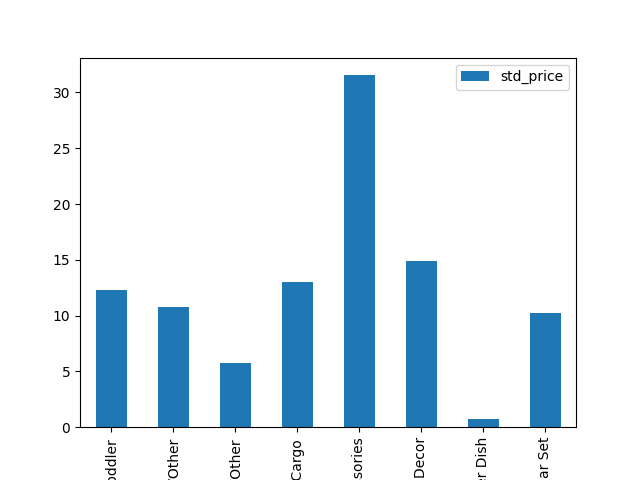 std_price
30
25
20
15
10
5
0
oddler
Other
Other
Cargo
sories
Decor
r Dish
ar Set